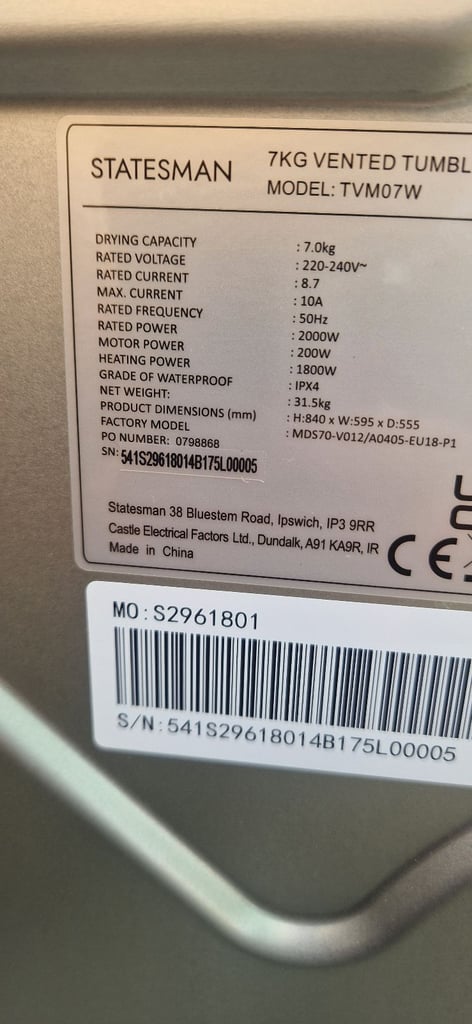 STATESMAN
7KG VENTED TUMBL
MODEL: TVM07W
DRYING CAPACITY : 7.0kg
RATED VOLTAGE : 220-240V~
RATED CURRENT : 8.7
MAX. CURRENT : 10A
RATED FREQUENCY : 50Hz
RATED POWER : 2000W
MOTOR POWER : 200W
HEATING POWER : 1800W
GRADE OF WATERPROOF : IPX4
NET WEIGHT: : 31.5kg
PRODUCT DIMENSIONS (mm) : H:840 x W:595 x D:555
FACTORY MODEL : MDS70-V012/A0405-EU18-P1
PO NUMBER: 0798868
SN: 541S29618014B175L00005
Statesman 38 Bluestem Road, Ipswich, IP3 9RR
Castle Electrical Factors Ltd., Dundalk, A91 KA9R, IR
Made in China
CE
MO:S2961801
S/N:541S29618014B175L00005